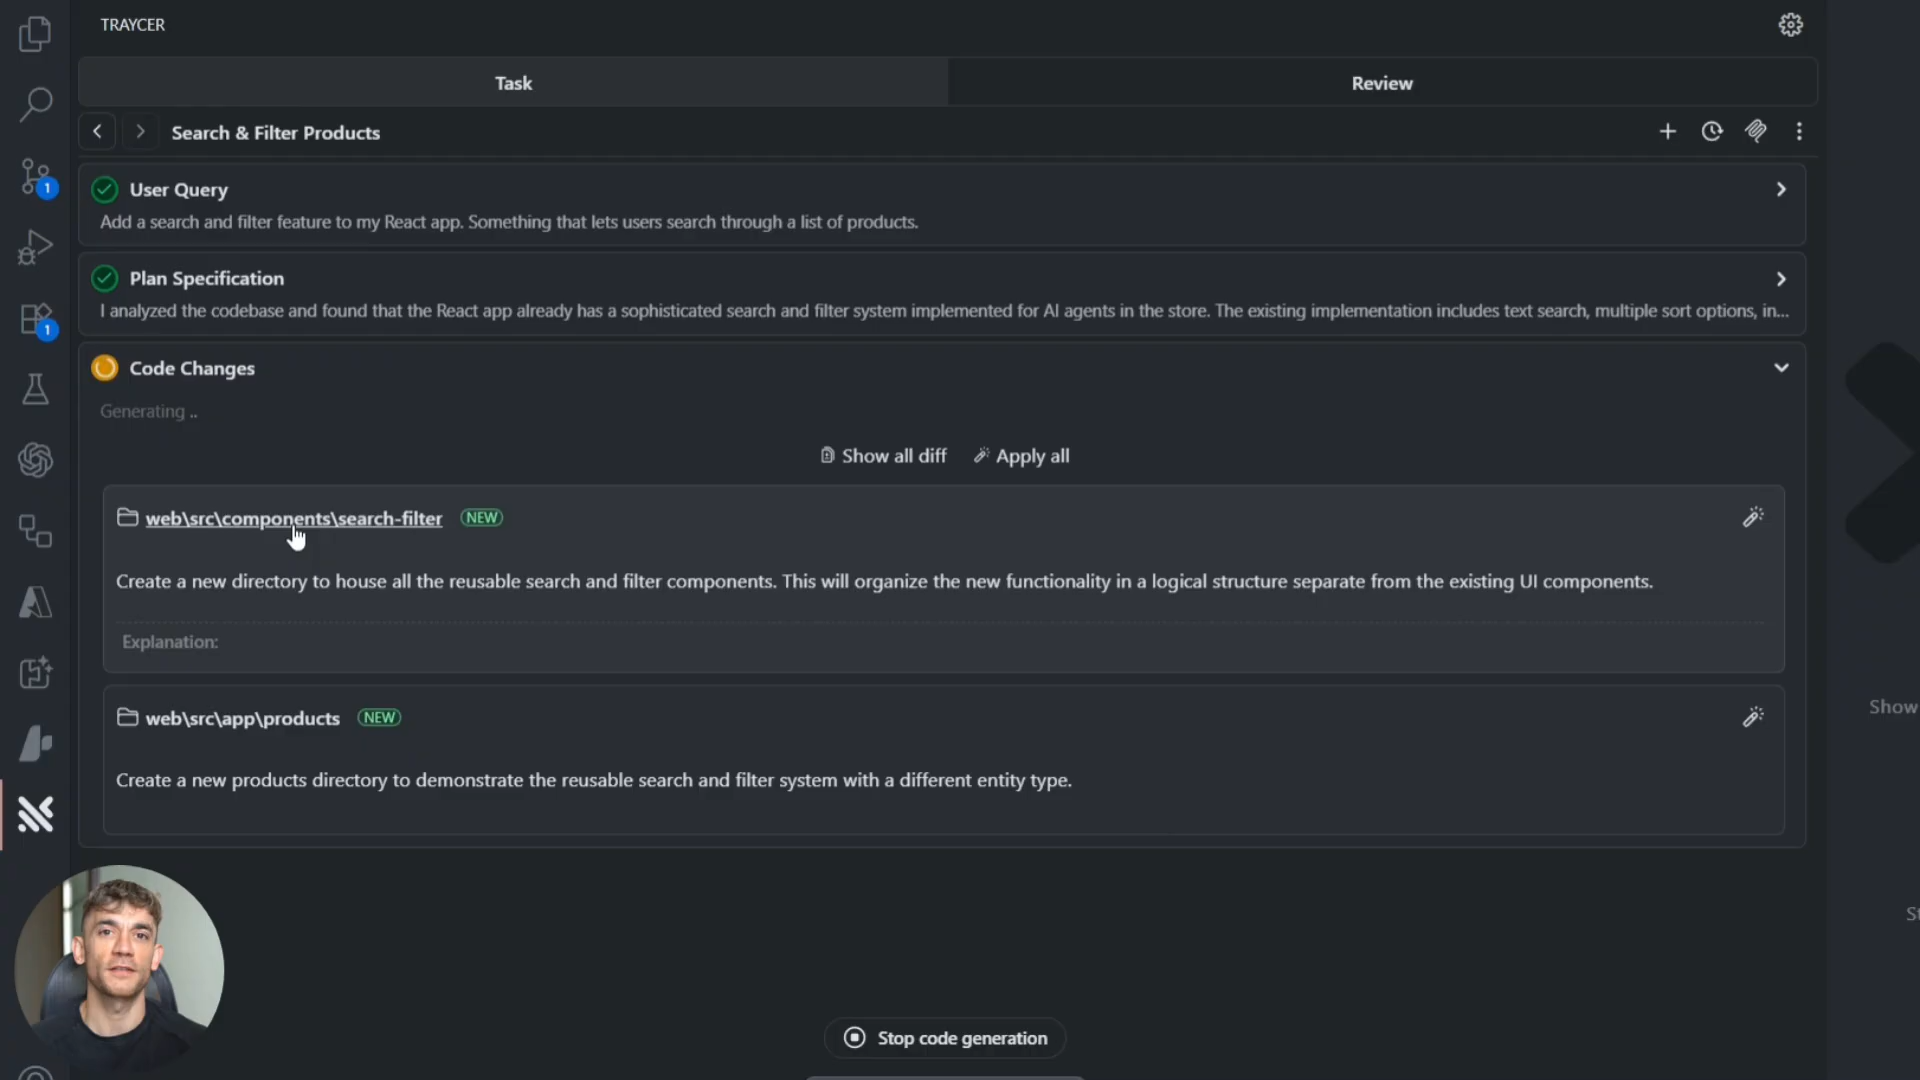 TRAYCER
Task
Review
Search & Filter Products
User Query
Add a search and filter feature to my React app. Something that lets users search through a list of products.
1
Plan Specification
I analyzed the codebase and found that the React app already has a sophisticated search and filter system implemented for AI agents in the store. The existing implementation includes text search, multiple sort options, in...
1
Code Changes
Generating ..
Show all diff
Apply all
web\src\components\search-filter
NEW
Create a new directory to house all the reusable search and filter components. This will organize the new functionality in a logical structure separate from the existing UI components.
Explanation:
web\src\app\products
NEW
Show
Create a new products directory to demonstrate the reusable search and filter system with a different entity type.
Stop code generation